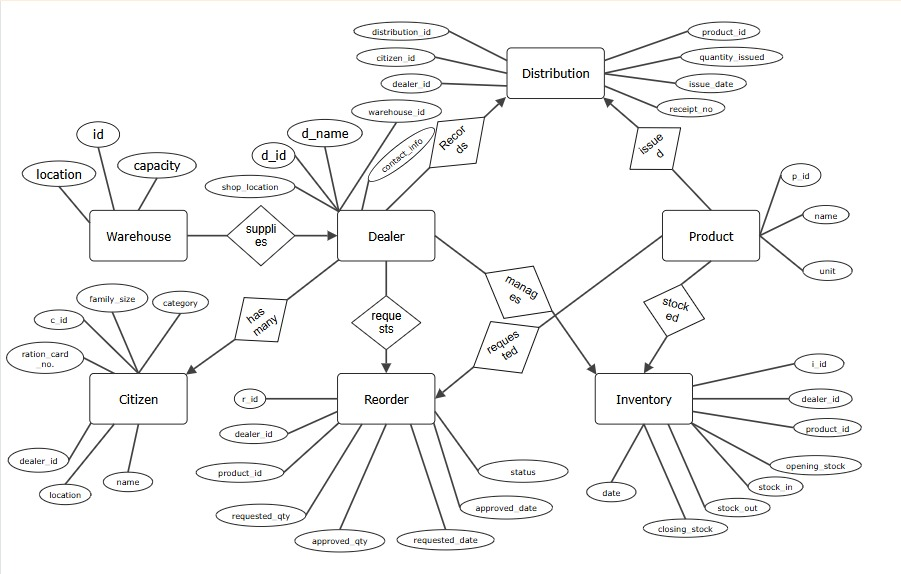 distribution_id
citizen_id
dealer_id
Distribution
product_id
quantity_issued
issue_date
receipt_no
warehouse_id
contact_info
Recor
ds
issue
d
id
location
capacity
d_name
d_id
shop_location
p_id
name
unit
Warehouse
suppli
es
Dealer
Product
manag
es
stock
ed
has
many
reque
sts
reques
ted
family_size
category
c_id
ration_card
_no.
Citizen
dealer_id
location
name
Reorder
r_id
dealer_id
product_id
requested_qty
approved_qty
requested_date
approved_date
status
Inventory
i_id
dealer_id
product_id
opening_stock
stock_in
stock_out
closing_stock
date